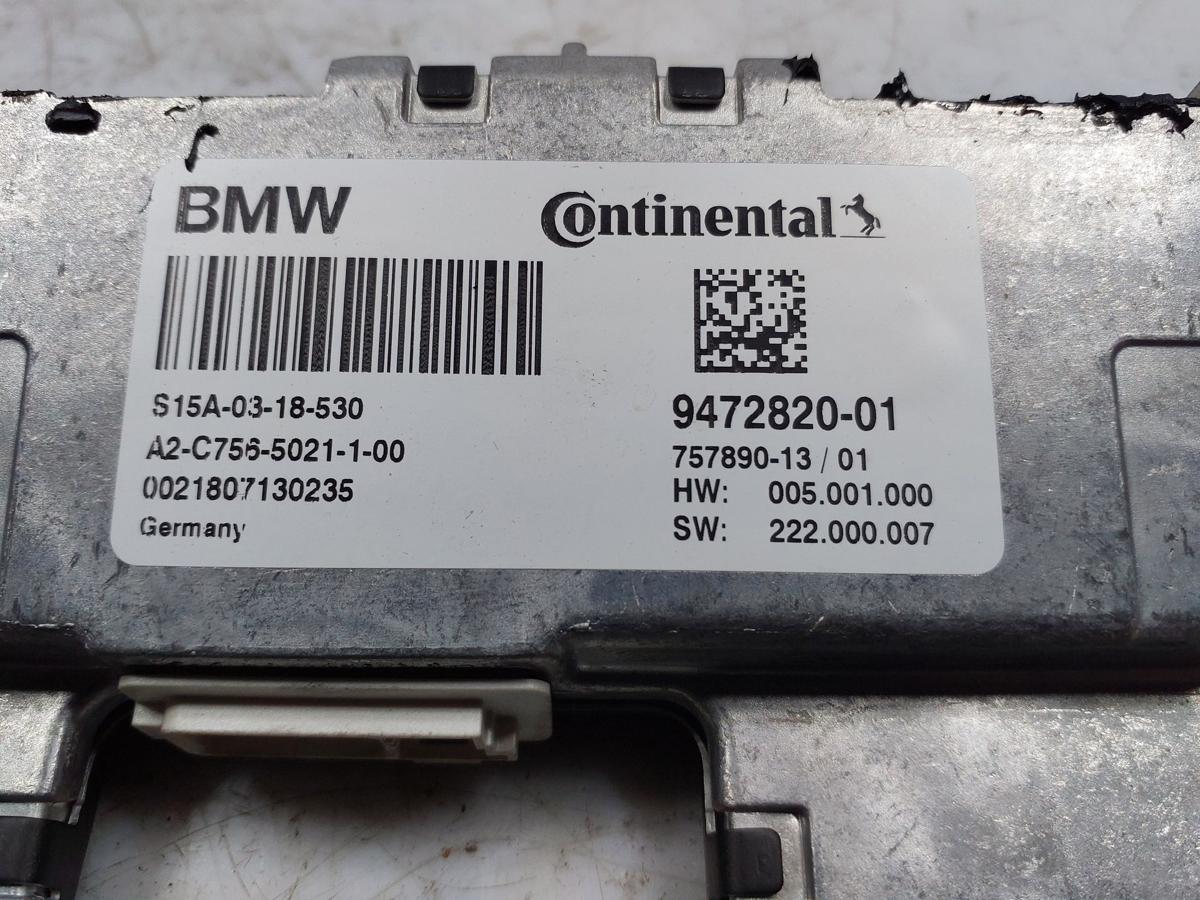 BMW
Continental
S15A-03-18-530
A2-C756-5021-1-00
0021807130235
Germany
9472820-01
757890-13 / 01
HW: 005.001.000
SW: 222.000.007